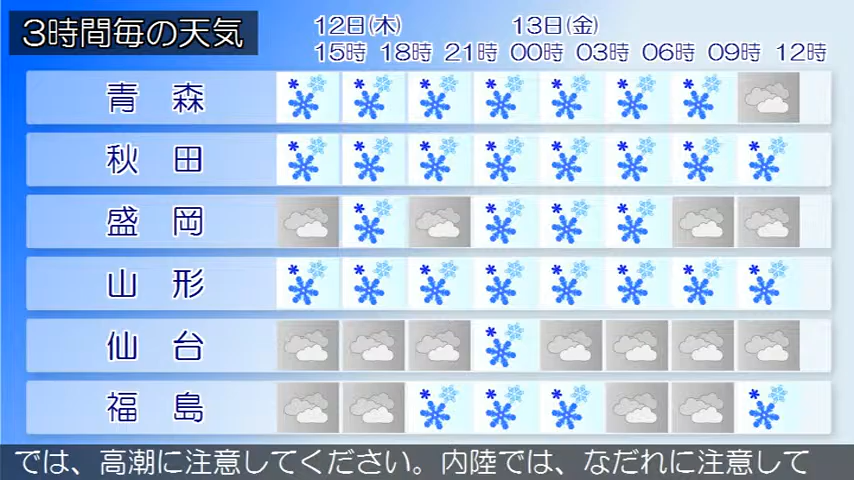 3時間毎の天気
12日(木) 13日(金)
15時 18時 21時 00時 03時 06時 09時 12時
青森
秋田
盛岡
山形
仙台
福島
では、高潮に注意してください。内陸では、なだれに注意して